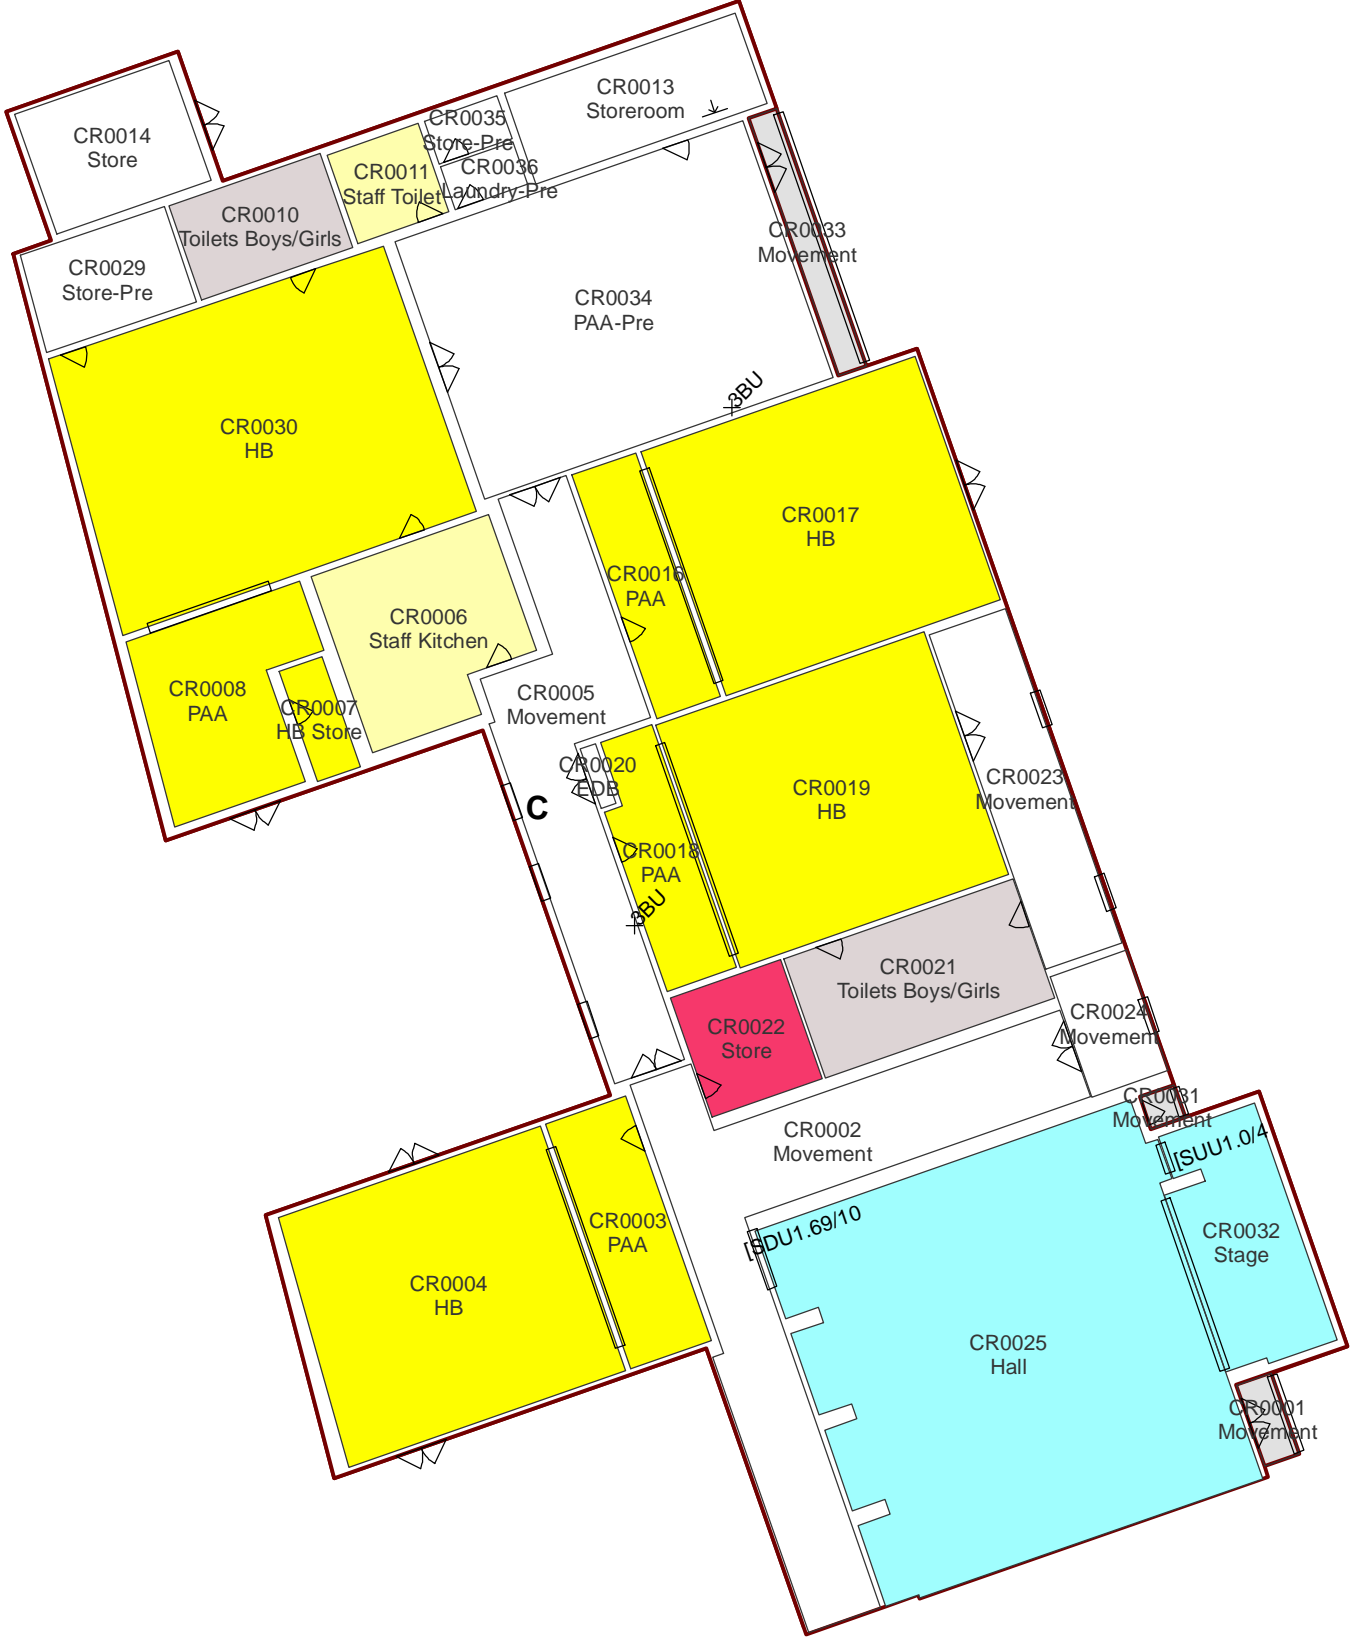 CR0013
Storeroom
CR0035
Store-Pre
CR0014
Store
CR0011
Staff Toilet
CR0036
Laundry-Pre
CR0010
Toilets Boys/Girls
CR0033
Movement
CR0029
Store-Pre
CR0034
PAA-Pre
3BU
CR0030
HB
CR0017
HB
CR0016
PAA
CR0006
Staff Kitchen
CR0008
PAA
CR0007
HB Store
CR0005
Movement
CR0020
EDB
C
CR0019
HB
CR0023
Movement
CR0018
PAA
3BU
CR0021
Toilets Boys/Girls
CR0022
Store
CR0024
Movement
CR0031
Movement
CR0002
Movement
[SUU1.0/4
[SDU1.69/10
CR0003
PAA
CR0032
Stage
CR0004
HB
CR0025
Hall
CR0001
Movement